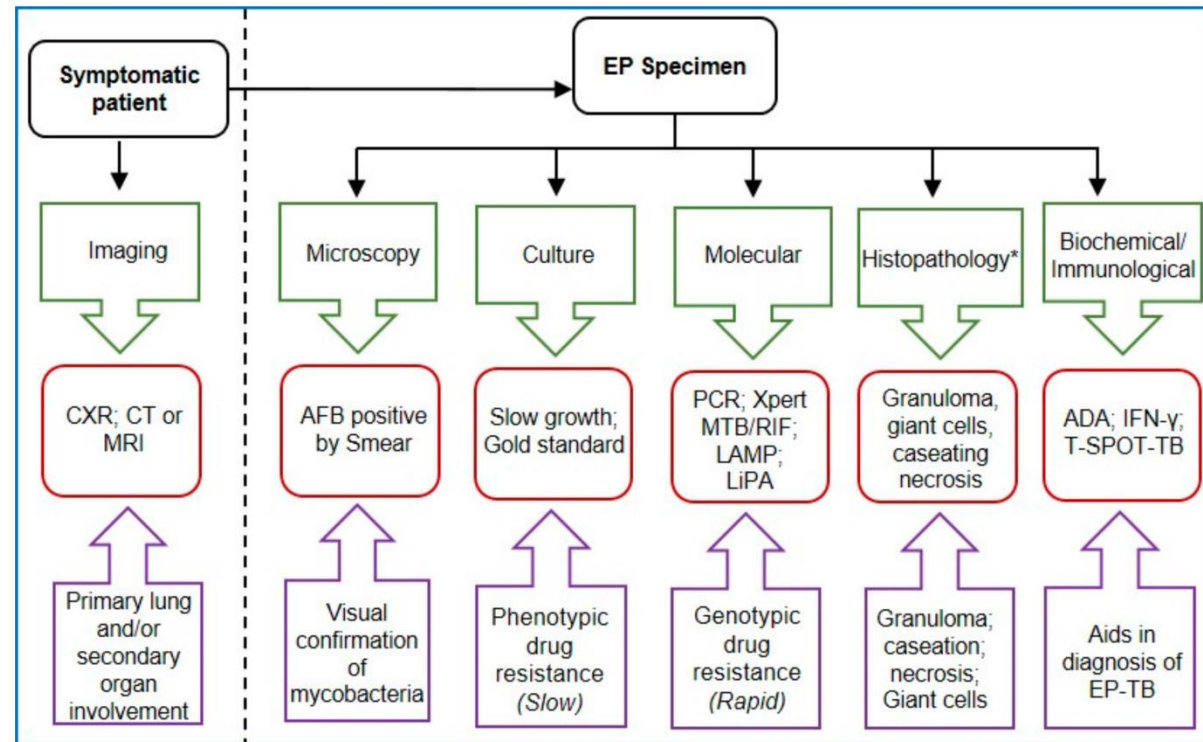 Symptomatic
patient
EP Specimen
Imaging
Microscopy
Culture
Molecular
Histopathology*
Biochemical/
Immunological
CXR; CT or
MRI
AFB positive
by Smear
Slow growth;
Gold standard
PCR; Xpert
MTB/RIF;
LAMP;
LiPA
Granuloma,
giant cells,
caseating
necrosis
ADA; IFN-γ;
T-SPOT-TB
Primary lung
and/or
secondary
organ
involvement
Visual
confirmation
of
mycobacteria
Phenotypic
drug
resistance
(Slow)
Genotypic
drug
resistance
(Rapid)
Granuloma;
caseation;
necrosis;
Giant cells
Aids in
diagnosis of
EP-TB